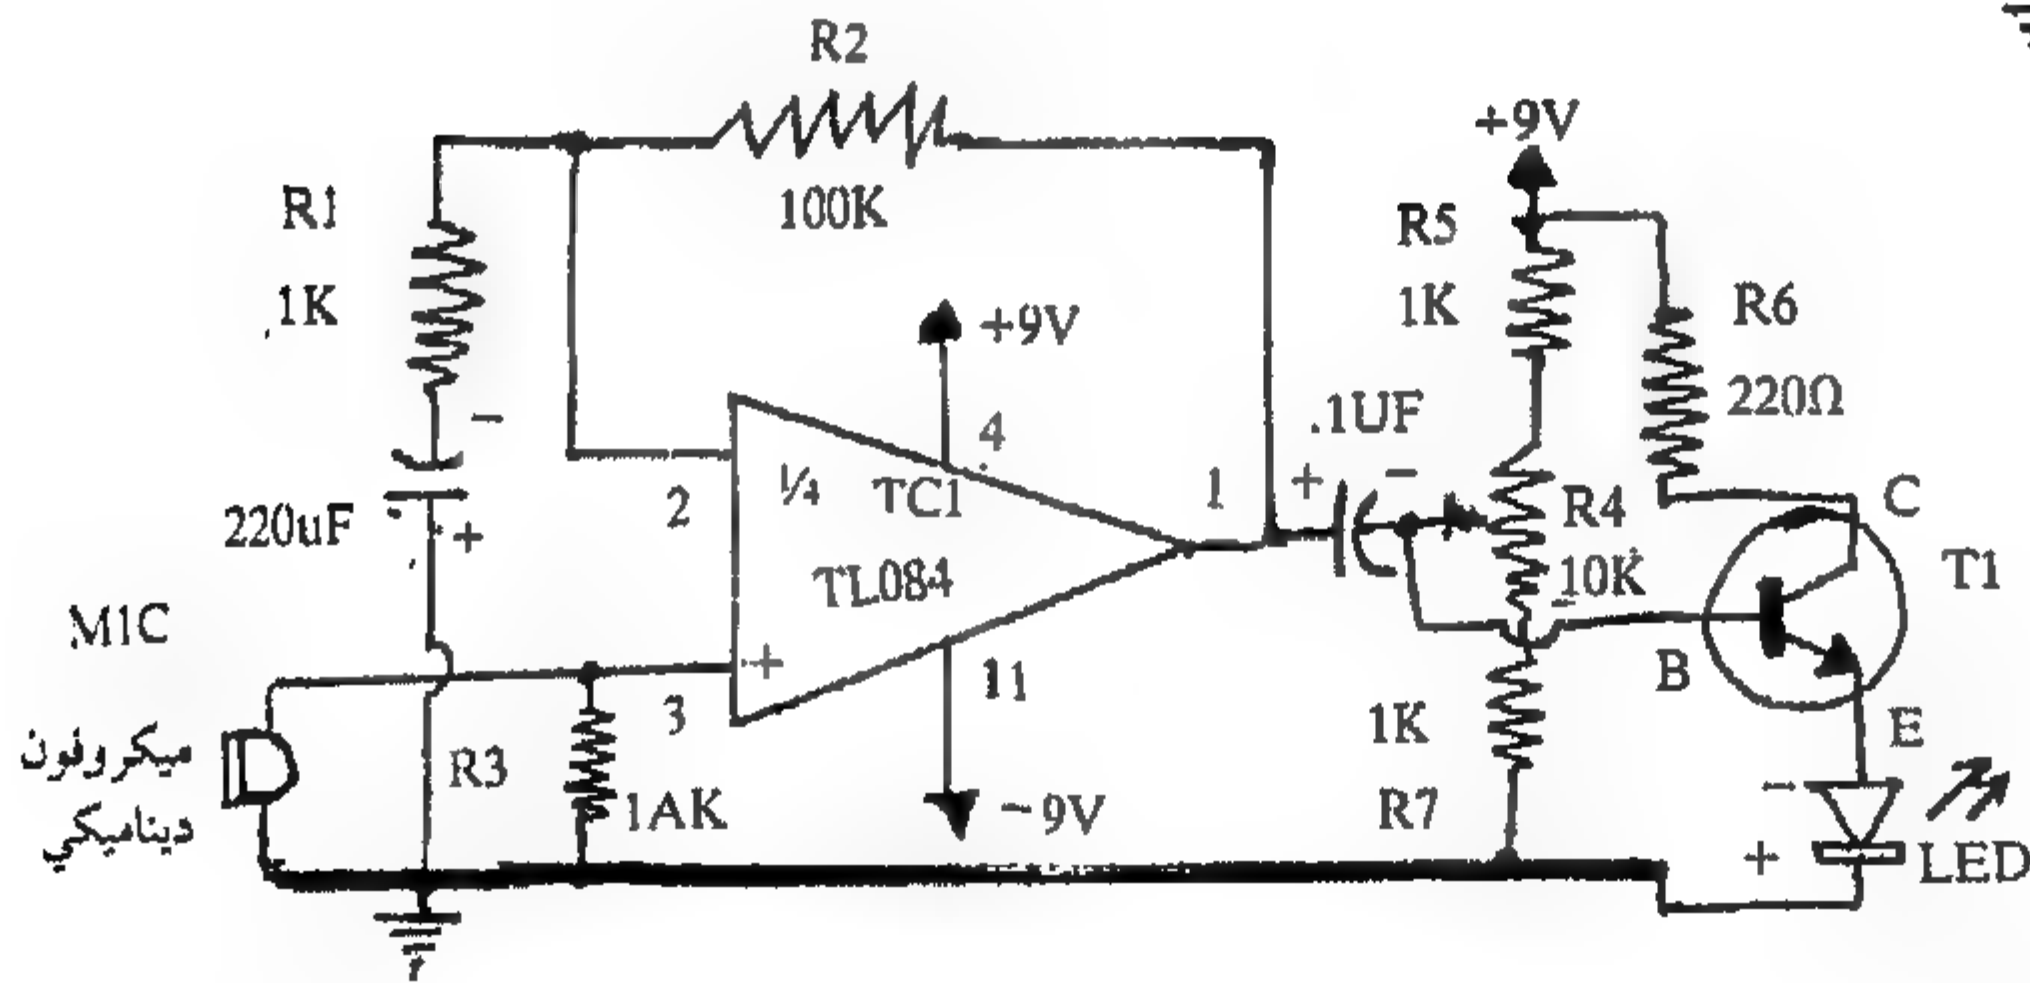 R2
100K
R1
.1K
+9V
R5
1K
R6
220Ω
+9V
4
.1UF
+ -
-
220uF
+
2
¼ TC1
TL084
1
R4
10K
C
T1
M1C
+
3
11
B
E
ميكروفون
ديناميكي
R3
1AK
-9V
1K
R7
-
+
LED